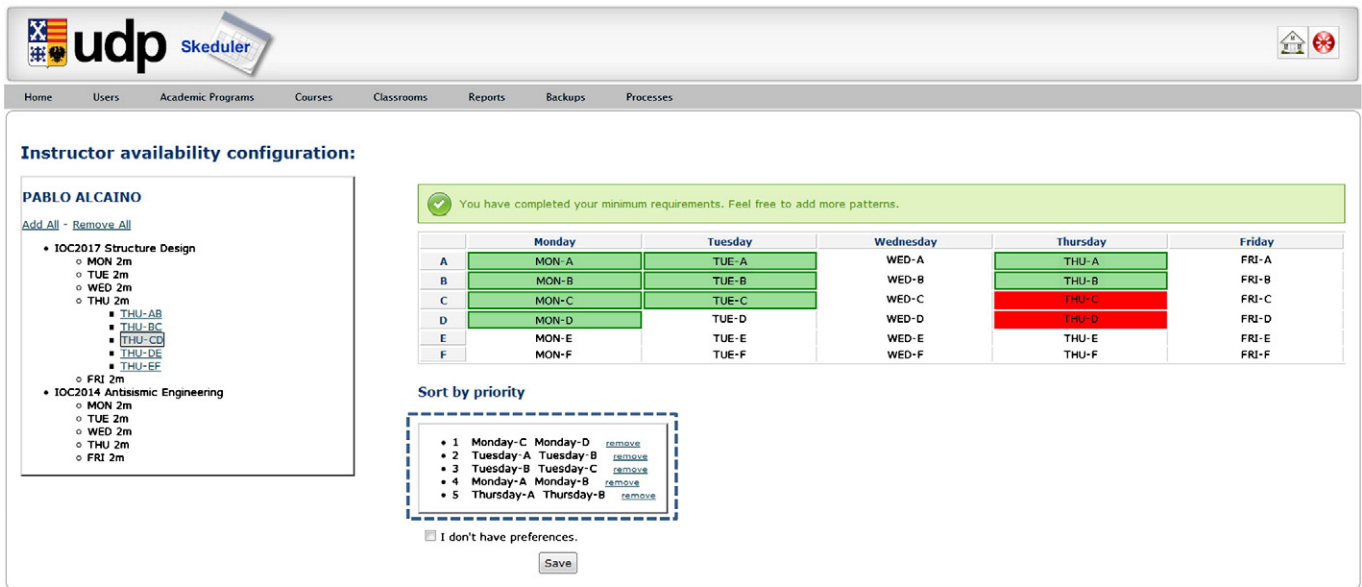 udp Skeduler
Home Users Academic Programs Courses Classrooms Reports Backups Processes
Instructor availability configuration:
PABLO ALCAINO
Add All - Remove All
• IOC2017 Structure Design
○ MON 2m
○ TUE 2m
○ WED 2m
○ THU 2m
▪ THU-AB
▪ THU-BC
▪ THU-CD
▪ THU-DE
▪ THU-EF
○ FRI 2m
• IOC2014 Antisismic Engineering
○ MON 2m
○ TUE 2m
○ WED 2m
○ THU 2m
○ FRI 2m
You have completed your minimum requirements. Feel free to add more patterns.
Monday Tuesday Wednesday Thursday Friday
A MON-A TUE-A WED-A THU-A FRI-A
B MON-B TUE-B WED-B THU-B FRI-B
C MON-C TUE-C WED-C THU-C FRI-C
D MON-D TUE-D WED-D THU-D FRI-D
E MON-E TUE-E WED-E THU-E FRI-E
F MON-F TUE-F WED-F THU-F FRI-F
Sort by priority
• 1 Monday-C Monday-D remove
• 2 Tuesday-A Tuesday-B remove
• 3 Tuesday-B Tuesday-C remove
• 4 Monday-A Monday-B remove
• 5 Thursday-A Thursday-B remove
I don't have preferences.
Save